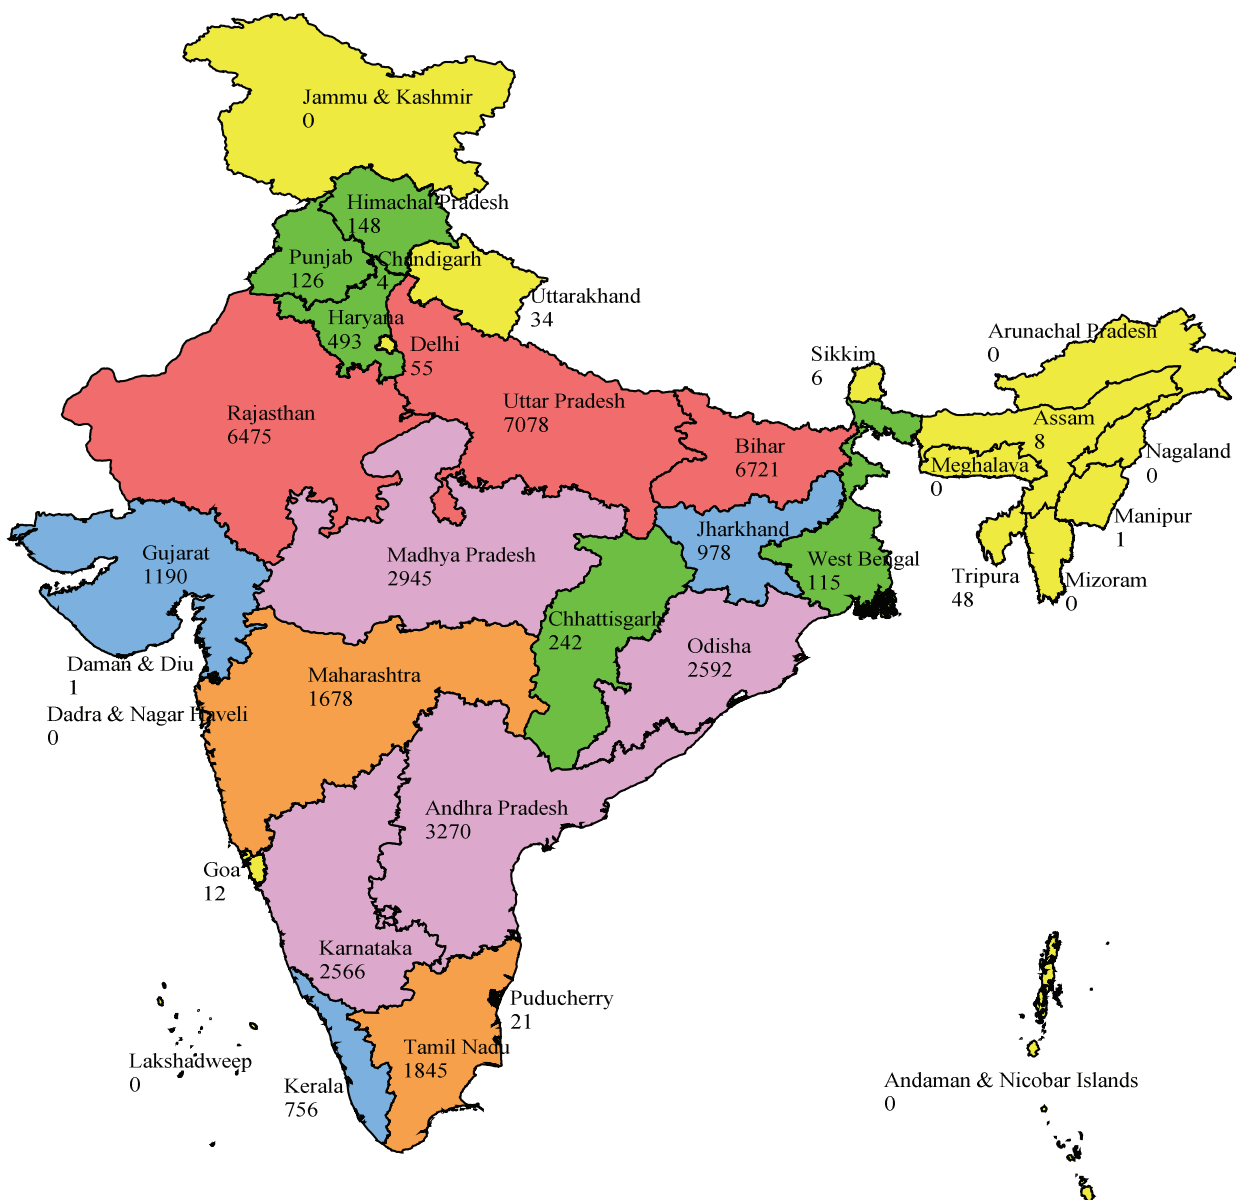 Jammu & Kashmir
0
Himachal Pradesh
148
Punjab
126
Chandigarh
4
Uttarakhand
34
Haryana
493
Delhi
55
Arunachal Pradesh
0
Sikkim
6
Rajasthan
6475
Uttar Pradesh
7078
Bihar
6721
Assam
8
Nagaland
0
Meghalaya
0
Manipur
1
Gujarat
1190
Madhya Pradesh
2945
Jharkhand
978
West Bengal
115
Tripura
48
Mizoram
0
Chhattisgarh
242
Odisha
2592
Daman & Diu
1
Maharashtra
1678
Dadra & Nagar Haveli
0
Andhra Pradesh
3270
Goa
12
Karnataka
2566
Puducherry
21
Tamil Nadu
1845
Lakshadweep
0
Kerala
756
Andaman & Nicobar Islands
0